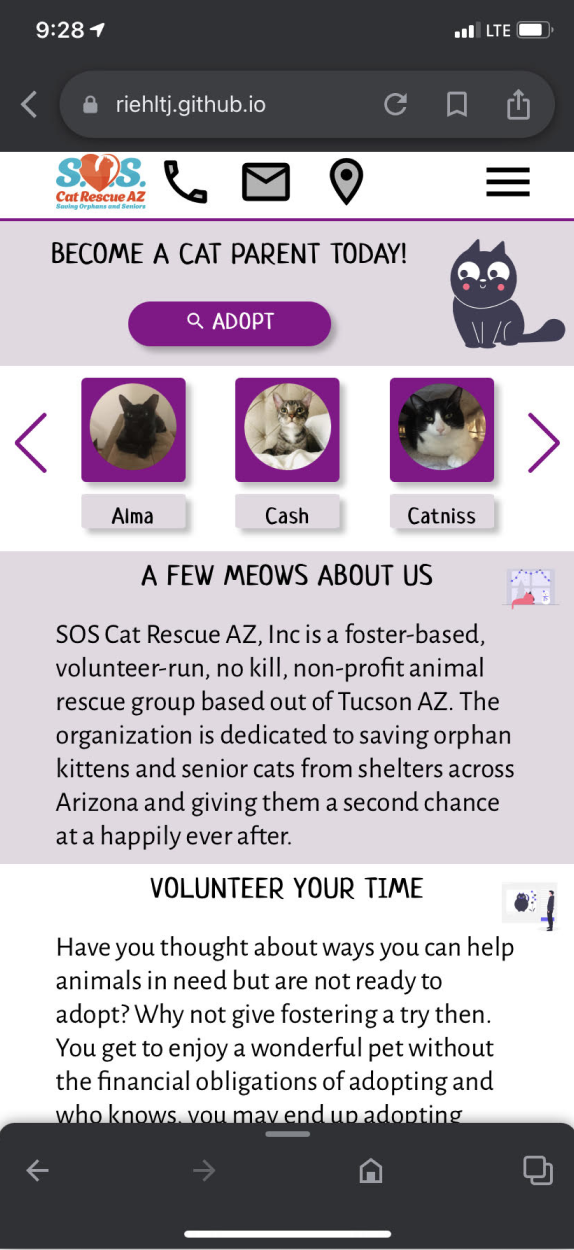 9:28
LTE
riehltj.github.io
S.O.S.
Cat Rescue AZ
Saving Orphans and Seniors
BECOME A CAT PARENT TODAY!
ADOPT
Alma
Cash
Catniss
A FEW MEOWS ABOUT US
SOS Cat Rescue AZ, Inc is a foster-based,
volunteer-run, no kill, non-profit animal
rescue group based out of Tucson AZ. The
organization is dedicated to saving orphan
kittens and senior cats from shelters across
Arizona and giving them a second chance
at a happily ever after.
VOLUNTEER YOUR TIME
Have you thought about ways you can help
animals in need but are not ready to
adopt? Why not give fostering a try then.
You get to enjoy a wonderful pet without
the financial obligations of adopting and
who knows, you may end up adopting